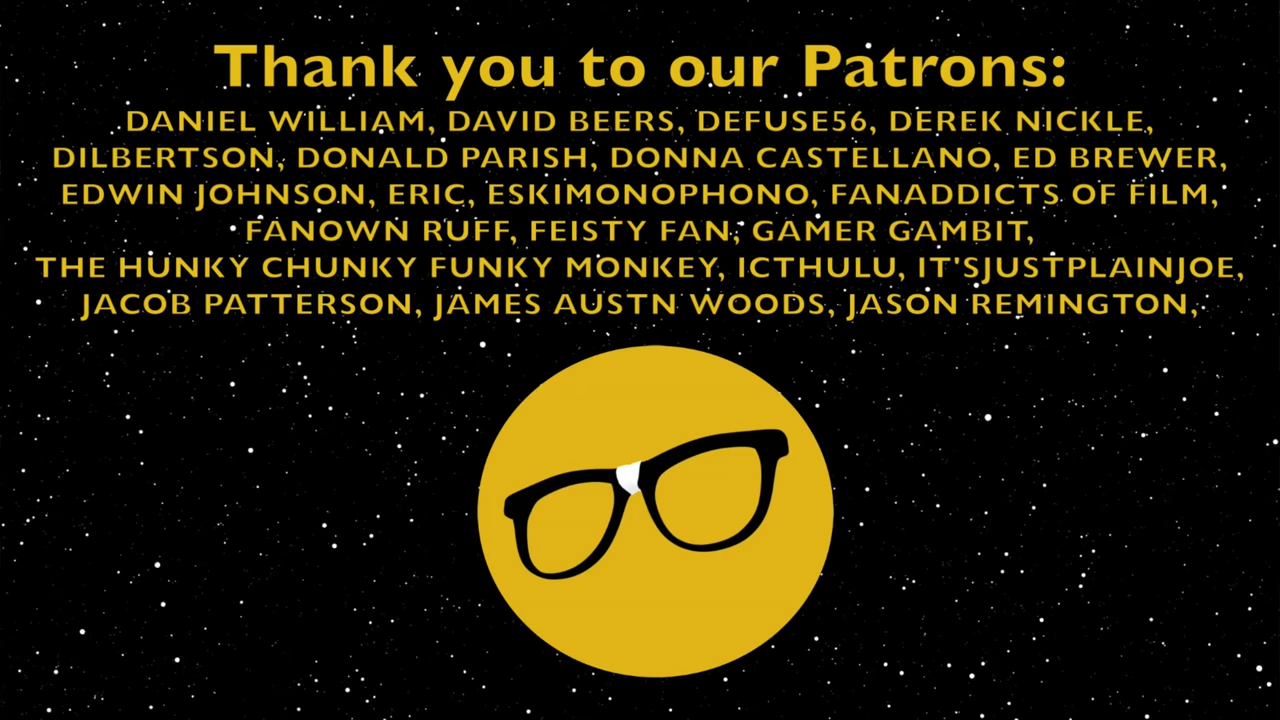 Thank you to our Patrons:
DANIEL WILLIAM, DAVID BEERS, DEFUSE56, DEREK NICKLE,
DILBERTSON, DONALD PARISH, DONNA CASTELLANO, ED BREWER,
EDWIN JOHNSON, ERIC, ESKIMONOPHONO, FANADDICTS OF FILM,
FANOWN RUFF, FEISTY FAN, GAMER GAMBIT,
THE HUNKY CHUNKY FUNKY MONKEY, ICTHULU, IT'SJUSTPLAINJOE,
JACOB PATTERSON, JAMES AUSTN WOODS, JASON REMINGTON,